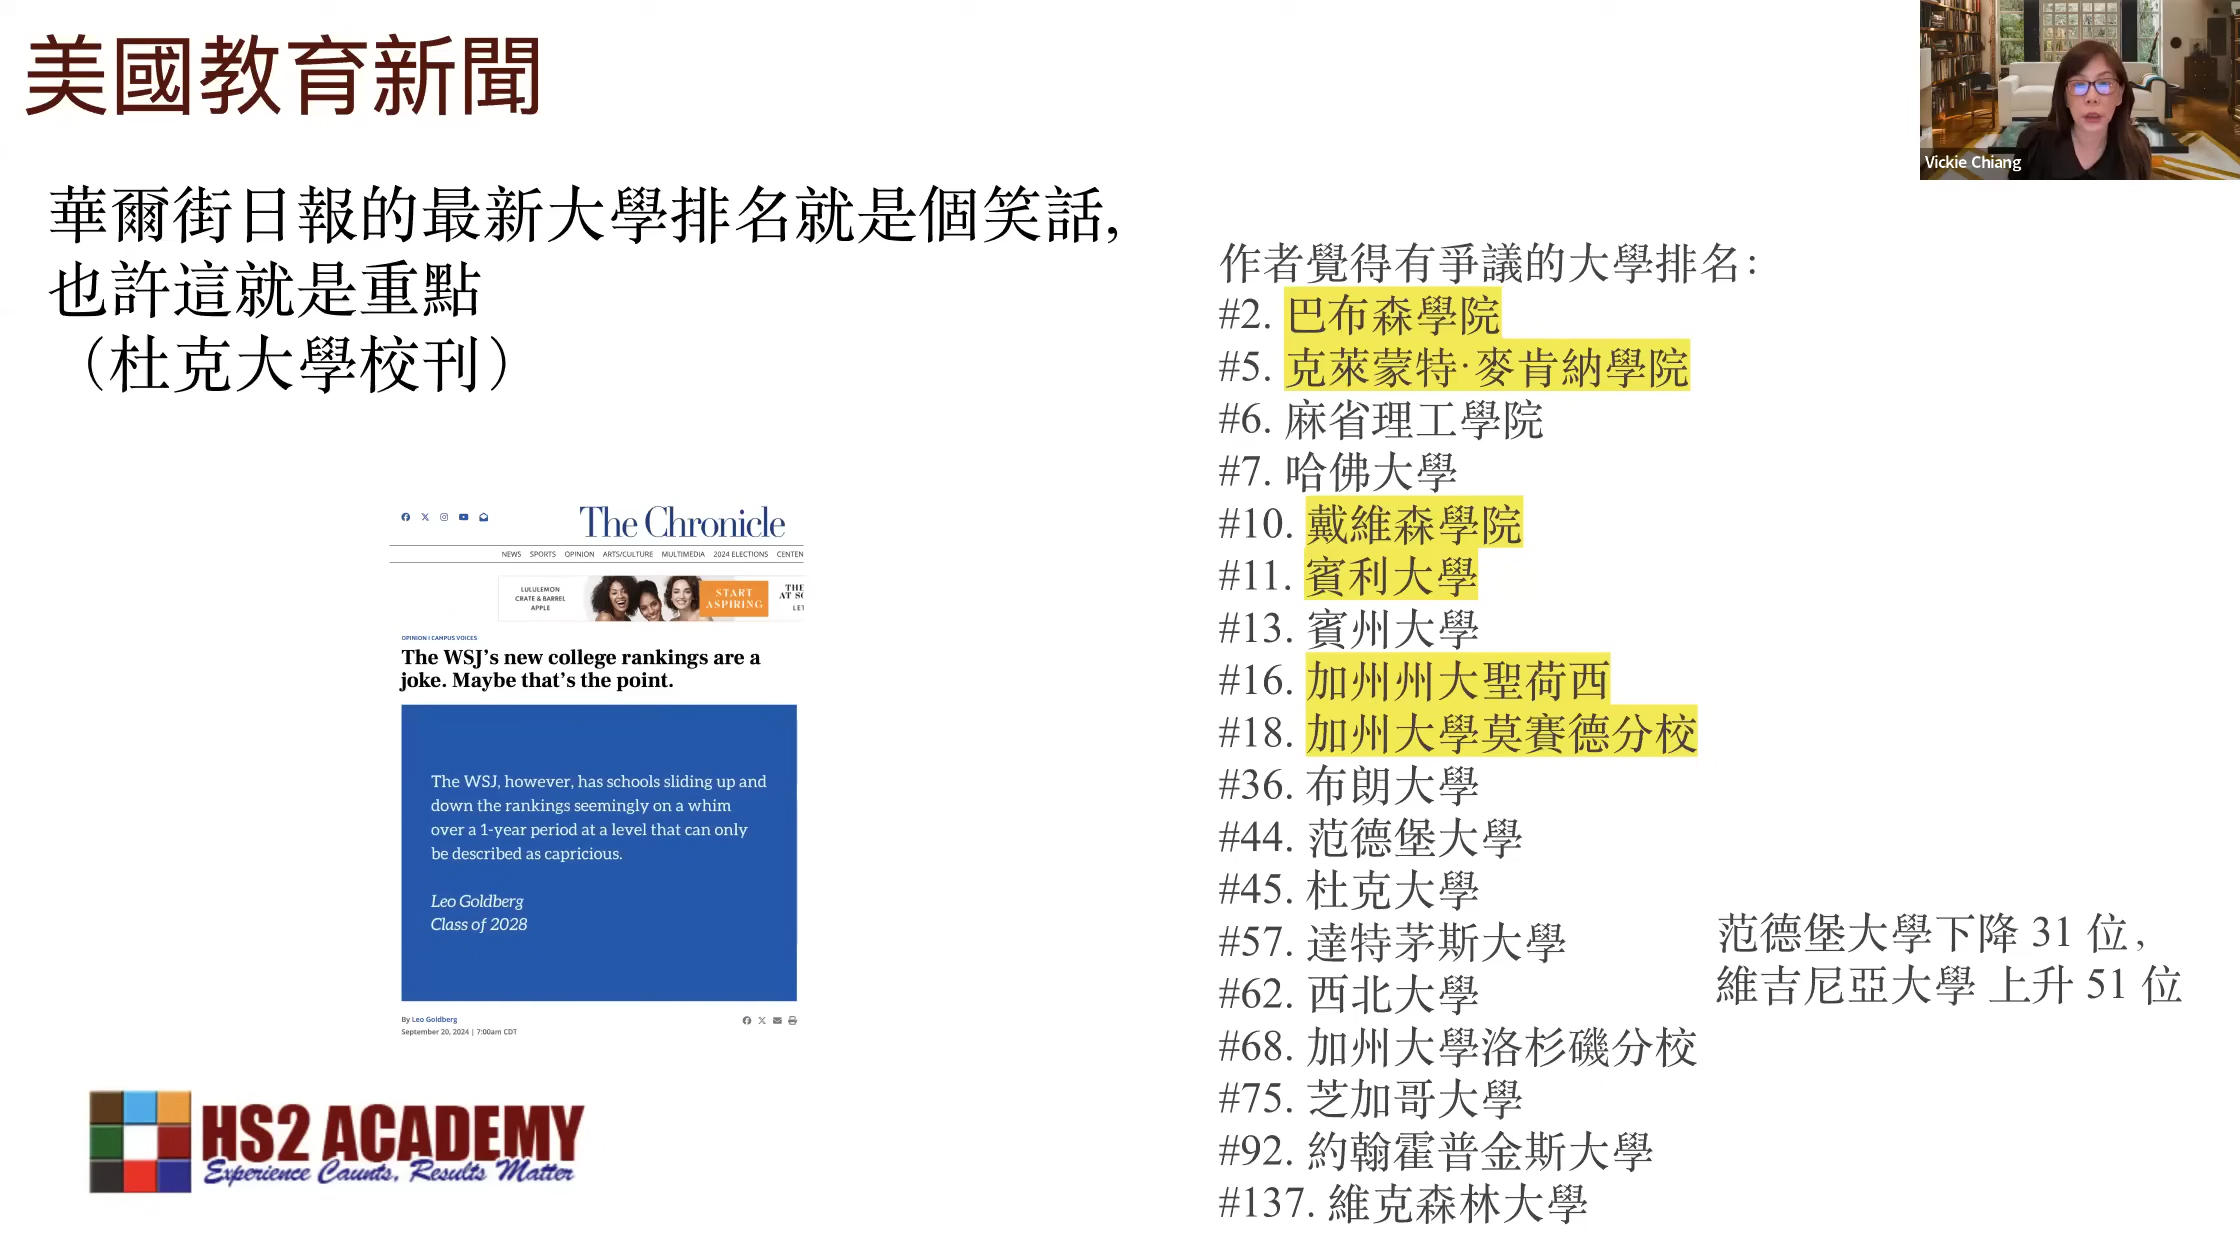 美國教育新聞
華爾街日報的最新大學排名就是個笑話,
也許這就是重點
（杜克大學校刊）
The Chronicle
NEWS SPORTS OPINION ARTS/CULTURE MULTIMEDIA 2024 ELECTIONS CENTEN
LULULEMON
CRATE & BARREL
APPLE
START
ASPIRING
THE
AT SC
LET
OPINION | CAMPUS VOICES
The WSJ's new college rankings are a
joke. Maybe that's the point.
The WSJ, however, has schools sliding up and
down the rankings seemingly on a whim
over a 1-year period at a level that can only
be described as capricious.
Leo Goldberg
Class of 2028
By Leo Goldberg
September 20, 2024 | 7:00am CDT
HS2 ACADEMY
Experience Counts, Results Matter
Vickie Chiang
作者覺得有爭議的大學排名:
#2. 巴布森學院
#5. 克萊蒙特·麥肯納學院
#6. 麻省理工學院
#7. 哈佛大學
#10. 戴維森學院
#11. 賓利大學
#13. 賓州大學
#16. 加州州大聖荷西
#18. 加州大學莫賽德分校
#36. 布朗大學
#44. 范德堡大學
#45. 杜克大學
#57. 達特茅斯大學
#62. 西北大學
#68. 加州大學洛杉磯分校
#75. 芝加哥大學
#92. 約翰霍普金斯大學
#137. 維克森林大學
范德堡大學下降 31 位,
維吉尼亞大學 上升 51 位